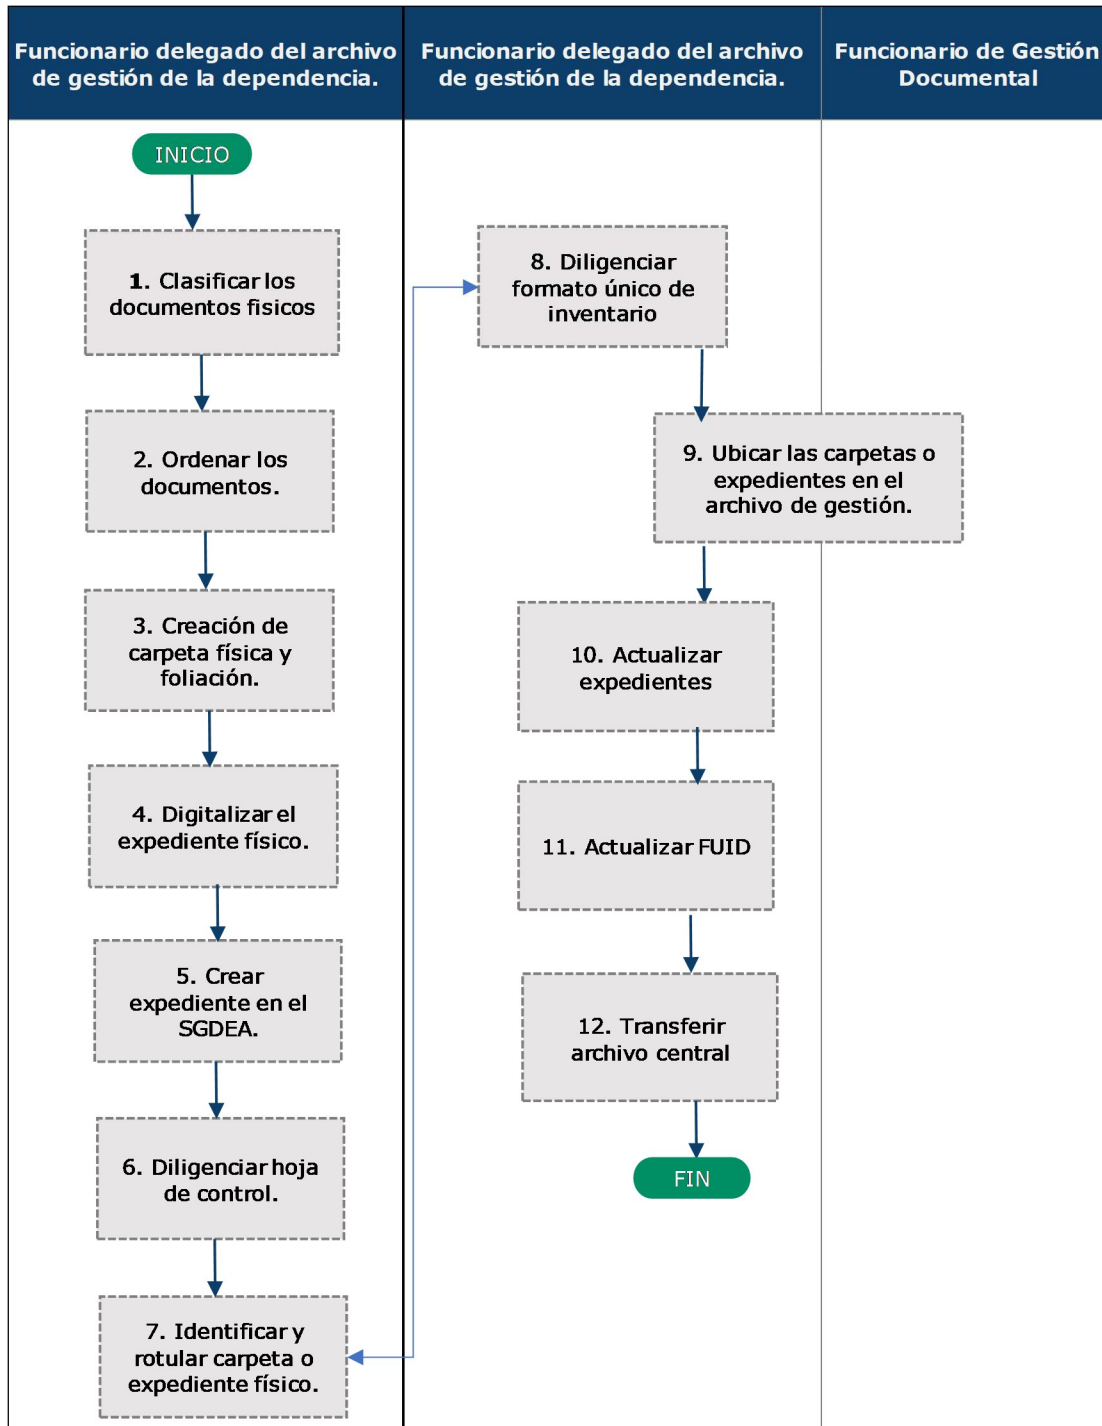 Funcionario delegado del archivo
de gestión de la dependencia.
Funcionario delegado del archivo
de gestión de la dependencia.
Funcionario de Gestión
Documental
INICIO
1. Clasificar los
documentos fisicos
2. Ordenar los
documentos.
3. Creación de
carpeta física y
foliación.
4. Digitalizar el
expediente físico.
5. Crear
expediente en el
SGDEA.
6. Diligenciar hoja
de control.
7. Identificar y
rotular carpeta o
expediente físico.
8. Diligenciar
formato único de
inventario
9. Ubicar las carpetas o
expedientes en el
archivo de gestión.
10. Actualizar
expedientes
11. Actualizar FUID
12. Transferir
archivo central
FIN